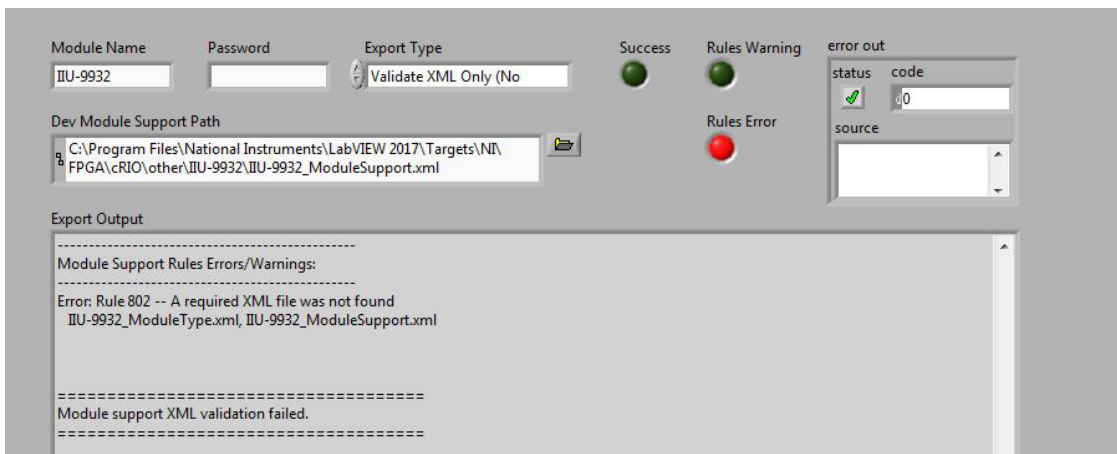 Module Name Password Export Type Success Rules Warning error out
IIU-9932 Validate XML Only (No status code
0
Dev Module Support Path Rules Error source
C:\Program Files\National Instruments\LabVIEW 2017\Targets\NI\
FPGA\cRIO\other\IIU-9932\IIU-9932_ModuleSupport.xml
Export Output
------------------------------------------------
Module Support Rules Errors/Warnings:
------------------------------------------------
Error: Rule 802 -- A required XML file was not found
IIU-9932_ModuleType.xml, IIU-9932_ModuleSupport.xml
=====================================
Module support XML validation failed.
=====================================